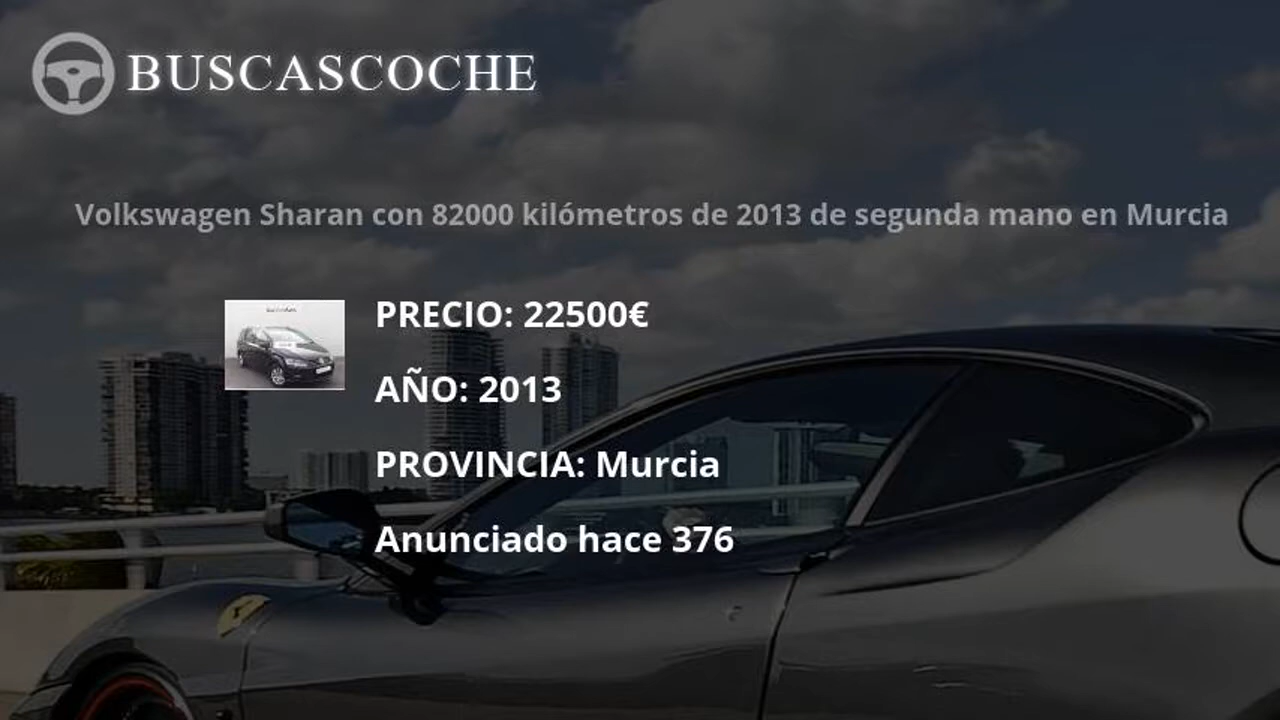 BUSCASCOCHE
Volkswagen Sharan con 82000 kilómetros de 2013 de segunda mano en Murcia
PRECIO: 22500€
AÑO: 2013
PROVINCIA: Murcia
Anunciado hace 376